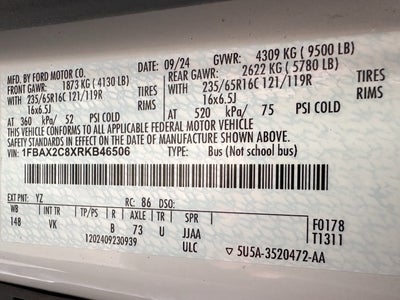 MFD. BY FORD MOTOR CO. DATE: 09/24 GVWR: 4309 KG ( 9500 LB)
FRONT GAWR: 1873 KG ( 4130 LB) REAR GAWR: 2622 KG ( 5780 LB)
WITH 235/65R16C 121/119R TIRES WITH 235/65R16C 121/119R TIRES
16x6.5J RIMS 16x6.5J RIMS
AT 360 kPa/ 52 PSI COLD AT 520 kPa/ 75 PSI COLD
THIS VEHICLE CONFORMS TO ALL APPLICABLE FEDERAL MOTOR VEHICLE
SAFETY STANDARDS IN EFFECT ON THE DATE OF MANUFACTURE SHOWN ABOVE.
VIN: 1FBAX2C8XRKB46506 TYPE: Bus (Not School Bus)
EXT PNT: YZ RC: 86 DSO:
WB INT TR TP/PS R AXLE TR SPR F0178
148 VK B 73 U JJAA T1311
1202409230939 ULC ▽ 5U5A-3520472-AA